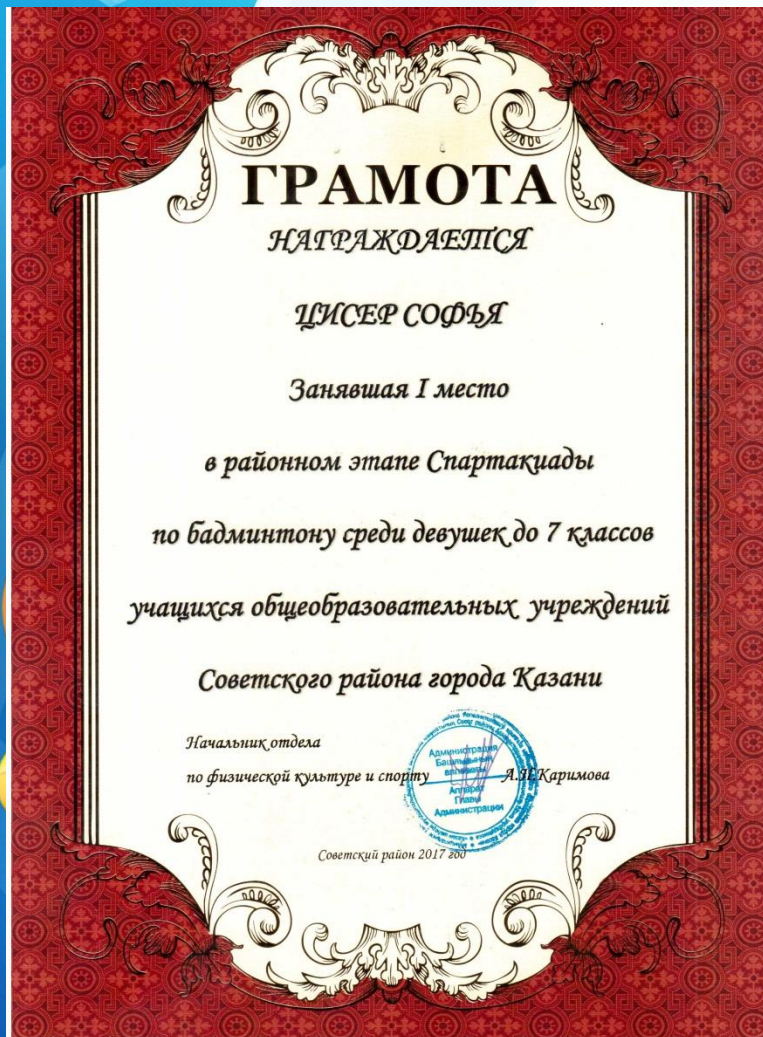 ГРАМОТА
НАГРАЖДАЕТСЯ
ЦИСЕР СОФЬЯ
Занявшая I место
в районном этапе Спартакиады
по бадминтону среди девушек до 7 классов
учащихся общеобразовательных учреждений
Советского района города Казани
Начальник отдела
по физической культуре и спорту А.Н.Каримова
Администрация
Аппарат
Главы
Администрации
Советский район 2017 год